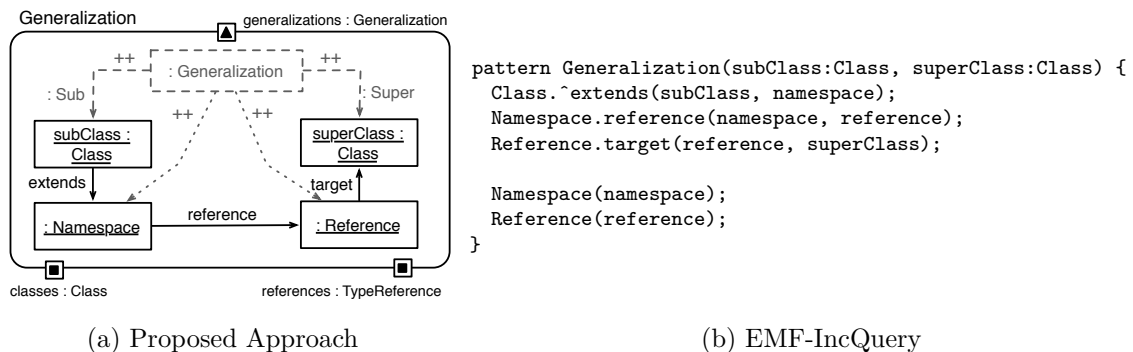 Generalization
generalizations : Generalization
++
++
: Generalization
: Sub
: Super
++
++
subClass :
Class
superClass :
Class
extends
target
: Namespace
reference
: Reference
classes : Class
references : TypeReference
(a) Proposed Approach
pattern Generalization(subClass:Class, superClass:Class) {
Class.^extends(subClass, namespace);
Namespace.reference(namespace, reference);
Reference.target(reference, superClass);
Namespace(namespace);
Reference(reference);
}
(b) EMF-IncQuery